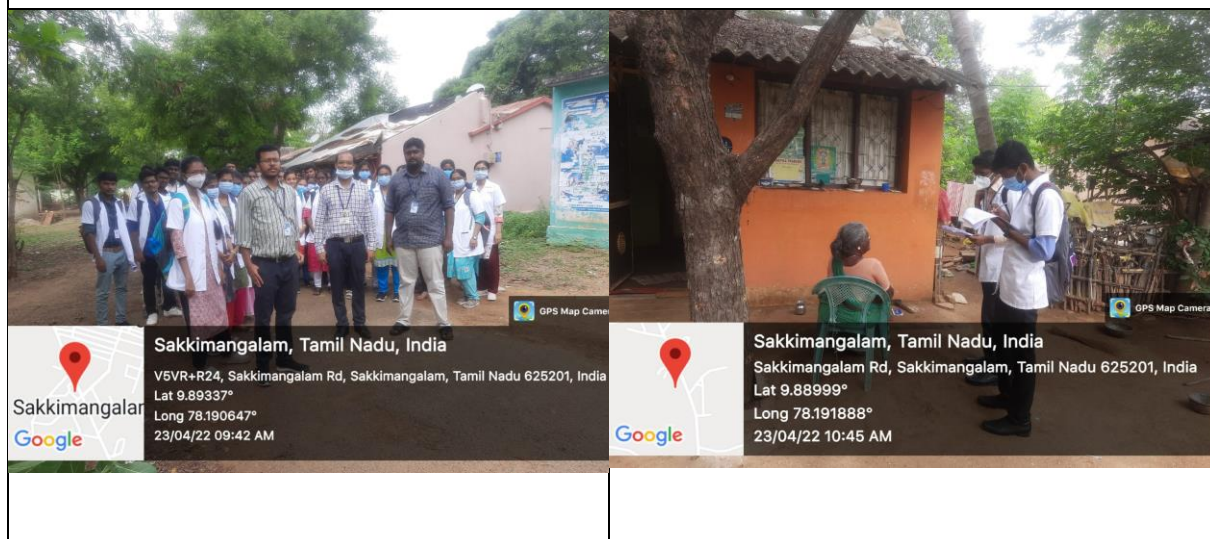 GPS Map Came
Sakkimangalam, Tamil Nadu, India
V5VR+R24, Sakkimangalam Rd, Sakkimangalam, Tamil Nadu 625201, India
Lat 9.89337°
Long 78.190647°
23/04/22 09:42 AM
Sakkimangalar
Google
GPS Map Camera
Sakkimangalam, Tamil Nadu, India
Sakkimangalam Rd, Sakkimangalam, Tamil Nadu 625201, India
Lat 9.88999°
Long 78.191888°
23/04/22 10:45 AM
Google